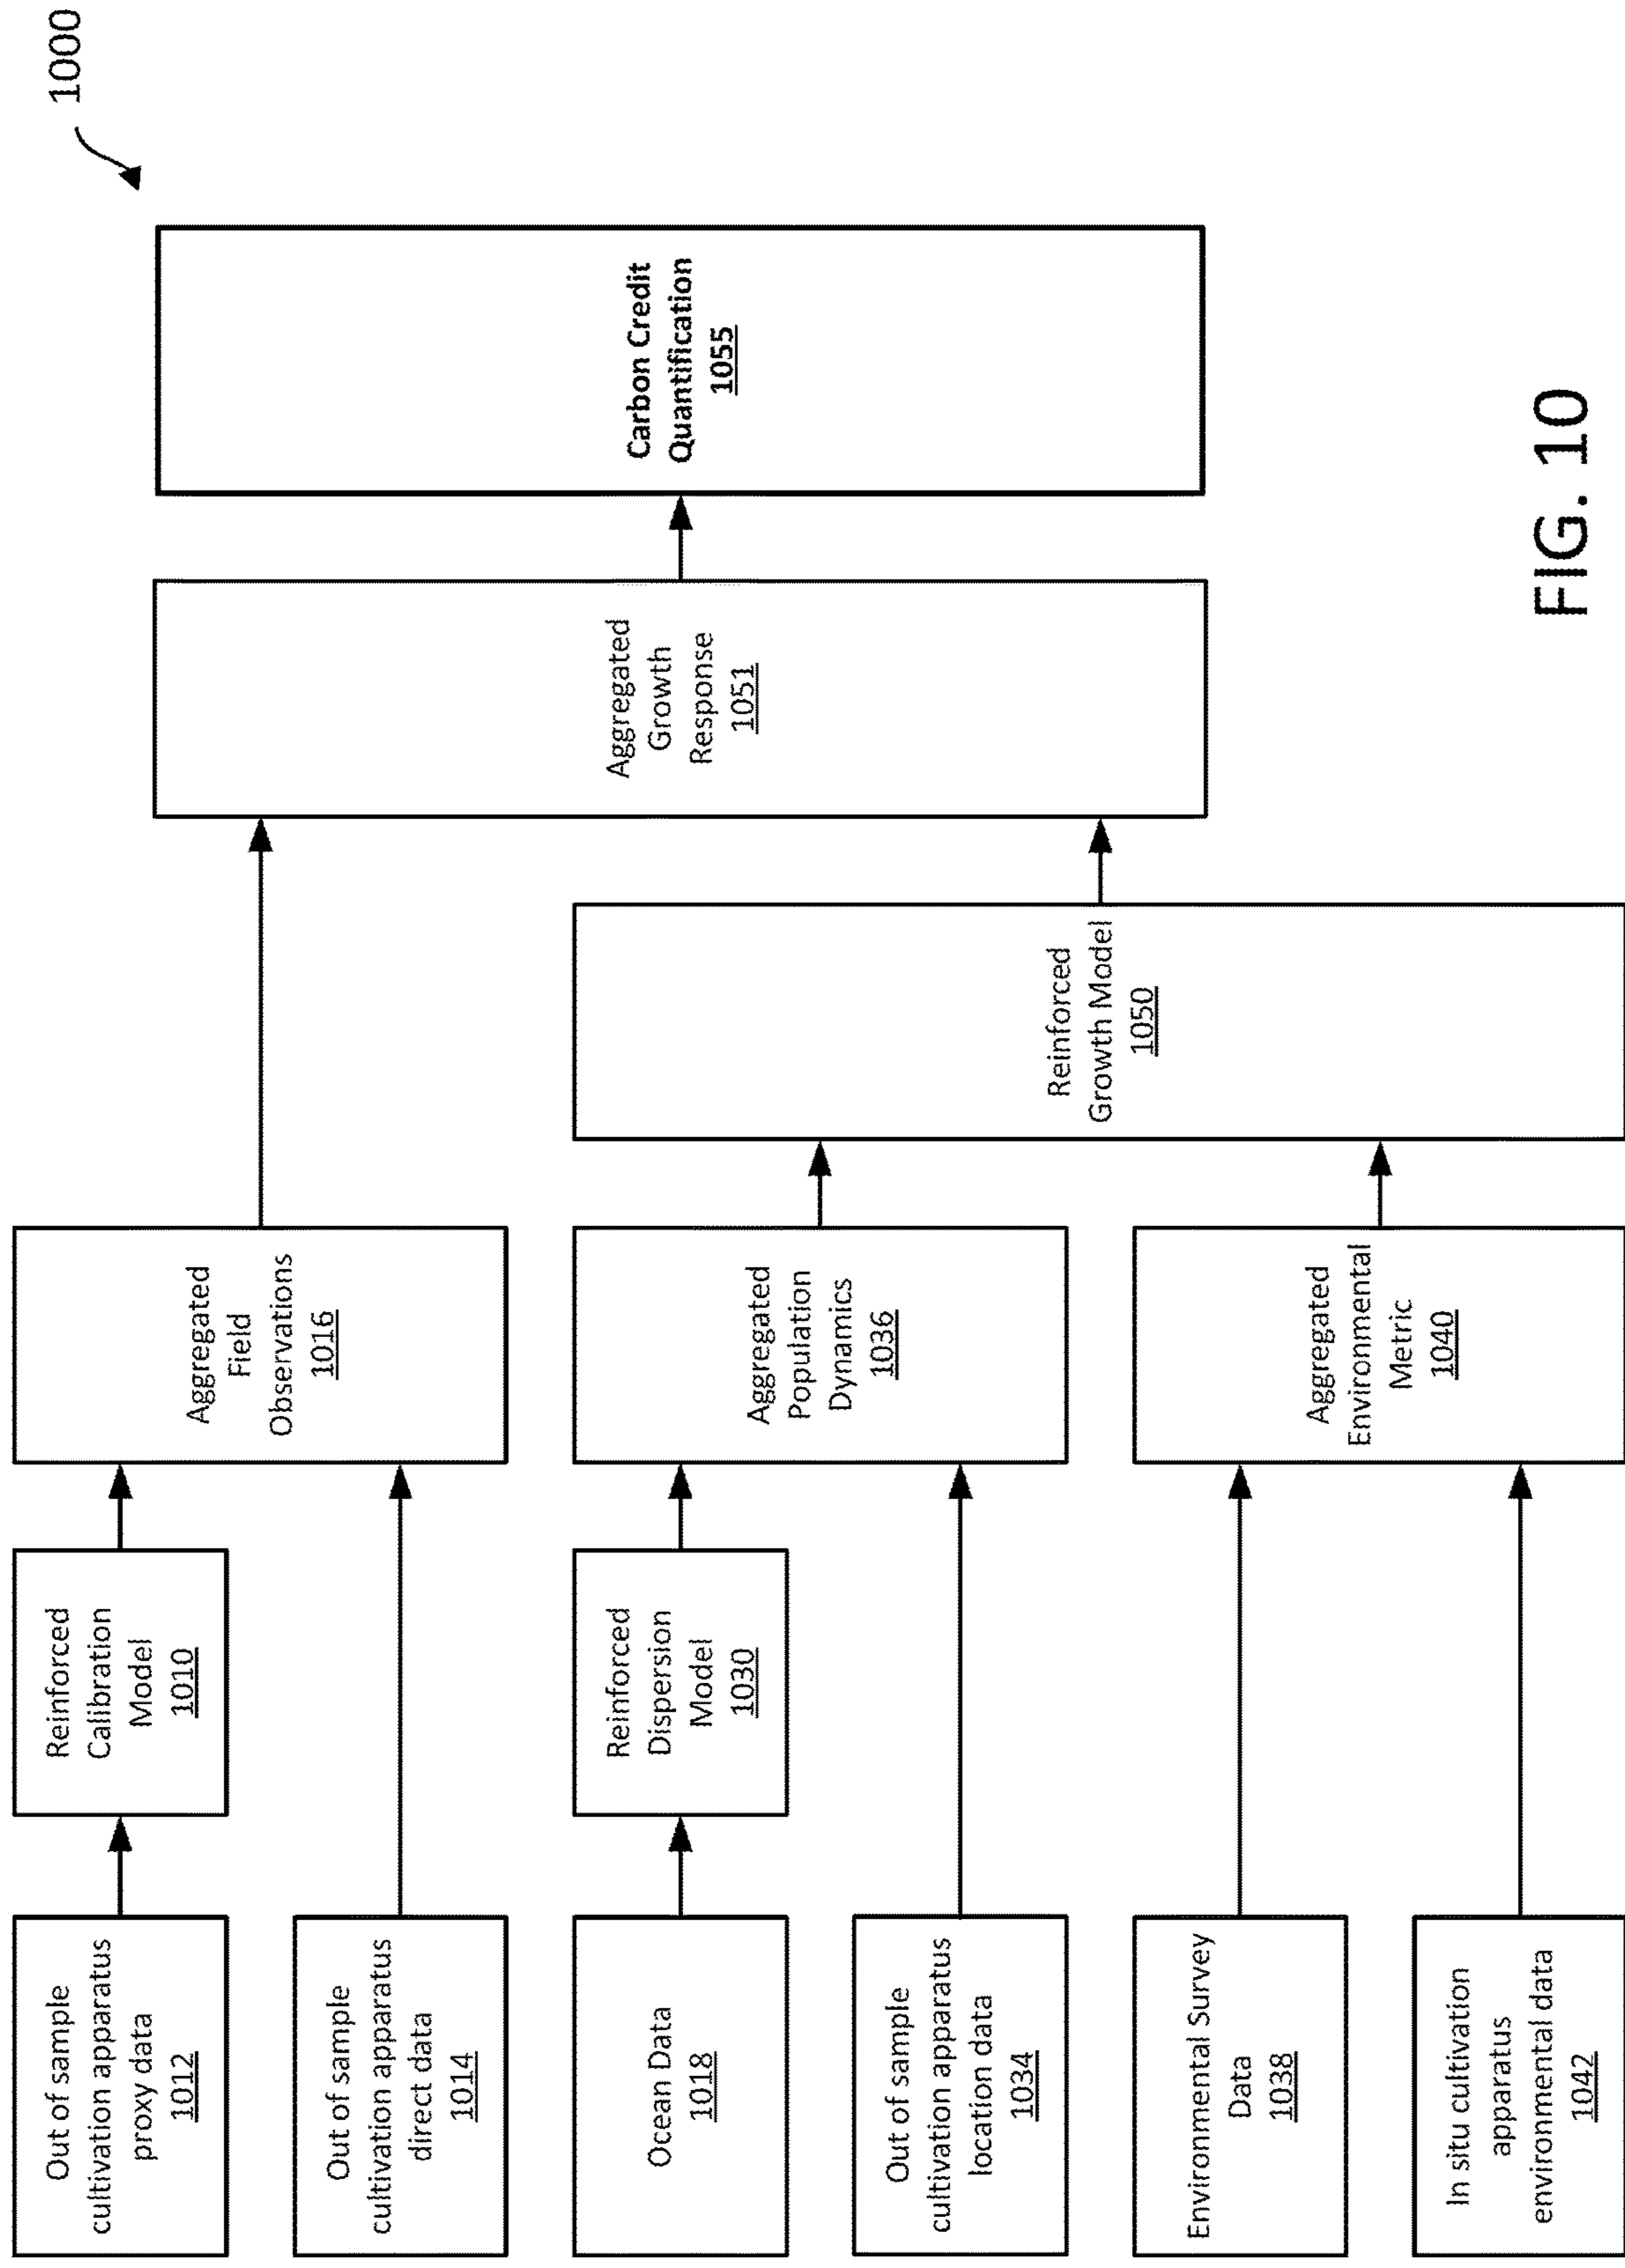 1000
Out of sample
cultivation apparatus
proxy data
1012
Reinforced
Calibration
Model
1010
Aggregated
Field
Observations
1016
Out of sample
cultivation apparatus
direct data
1014
Ocean Data
1018
Reinforced
Dispersion
Model
1030
Aggregated
Population
Dynamics
1036
Out of sample
cultivation apparatus
location data
1034
Environmental Survey
Data
1038
Aggregated
Environmental
Metric
1040
In situ cultivation
apparatus
environmental data
1042
Reinforced
Growth Model
1050
Aggregated
Growth
Response
1051
Carbon Credit
Quantification
1055
FIG. 10